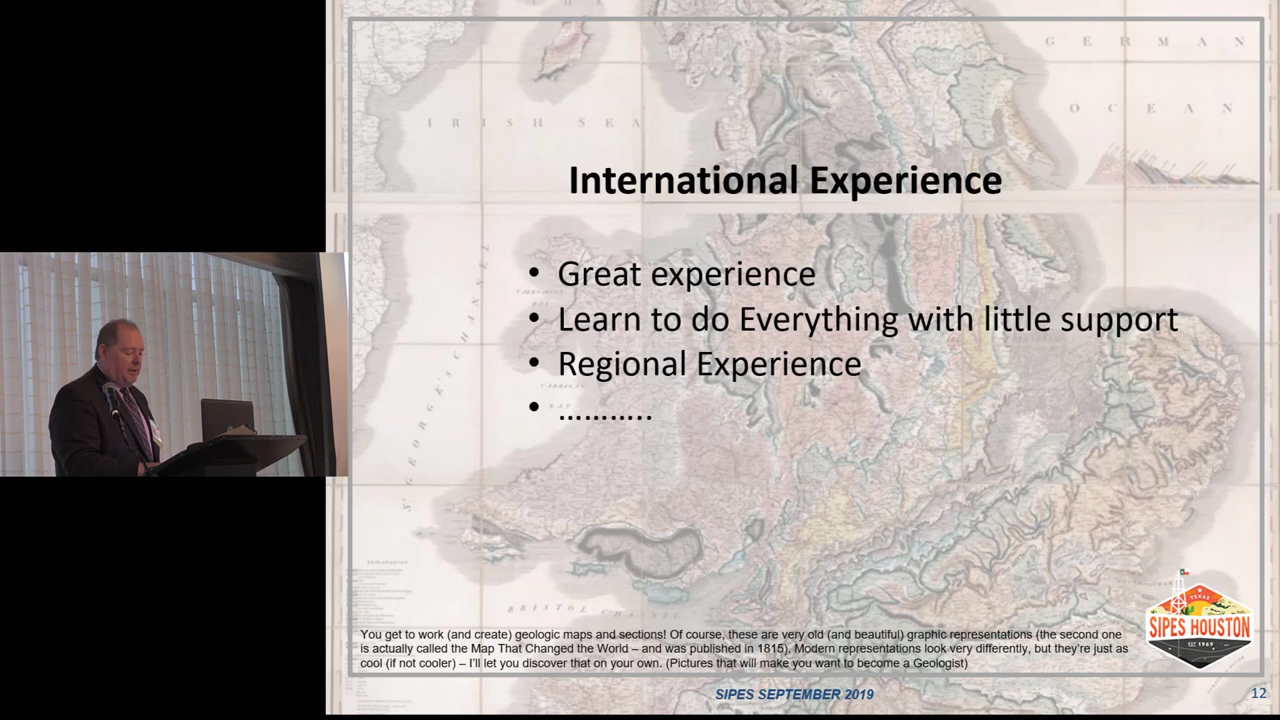 GERMAN
OCEAN
IRISH SEA
International Experience
• Great experience
• Learn to do Everything with little support
• Regional Experience
• ...........
ST GEORGE'S CHANNEL
BRISTOL CHANNEL
EXPLANATION
You get to work (and create) geologic maps and sections! Of course, these are very old (and beautiful) graphic representations (the second one
is actually called the Map That Changed the World – and was published in 1815). Modern representations look very differently, but they're just as
cool (if not cooler) – I'll let you discover that on your own. (Pictures that will make you want to become a Geologist)
TEXAS
SIPES HOUSTON
EST 1969
SIPES SEPTEMBER 2019
12